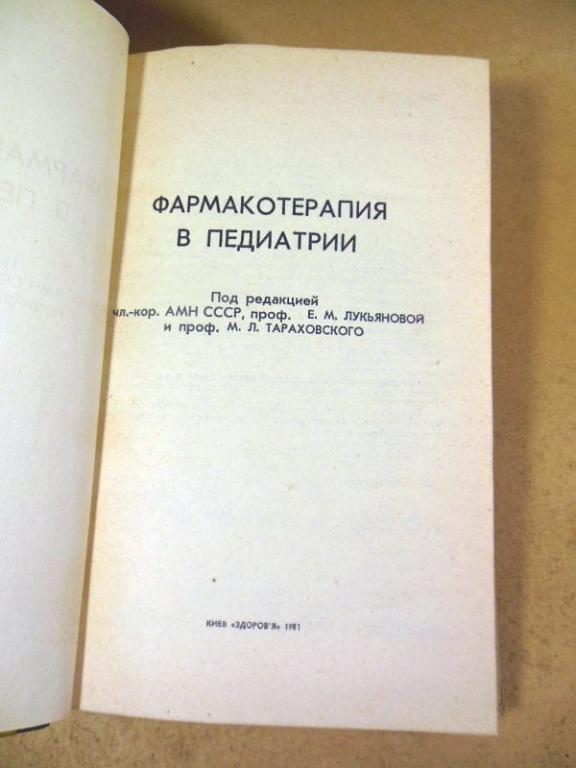 ФАРМАКОТЕРАПИЯ
В ПЕДИАТРИИ
Под редакцией
чл.-кор. АМН СССР, проф. Е. М. ЛУКЬЯНОВОЙ
и проф. М. Л. ТАРАХОВСКОГО
КИЕВ «ЗДОРОВ'Я» 1981